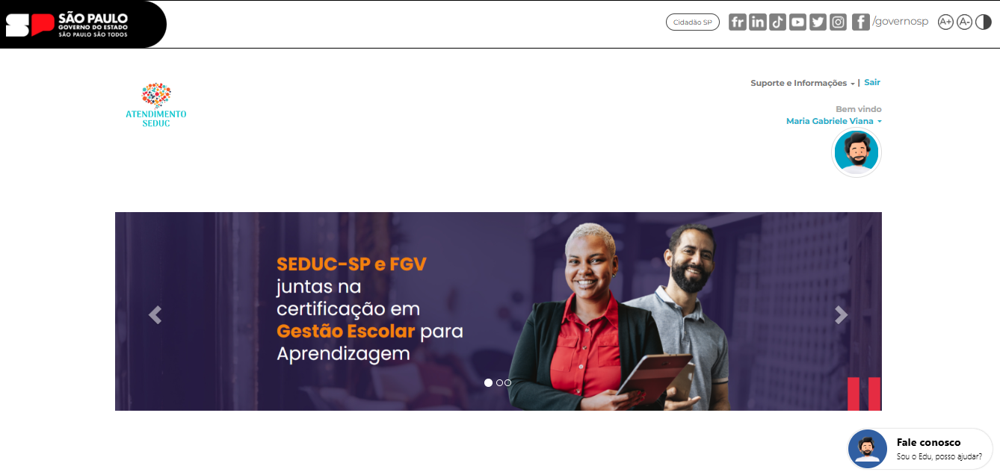 SÃO PAULO
GOVERNO DO ESTADO
SÃO PAULO SÃO TODOS
Cidadão SP
fr
in
f
/governosp
A+
A-
Suporte e Informações | Sair
ATENDIMENTO
SEDUC
Bem vindo
Maria Gabriele Viana
SEDUC-SP e FGV
juntas na
certificação em
Gestão Escolar para
Aprendizagem
Fale conosco
Sou o Edu, posso ajudar?